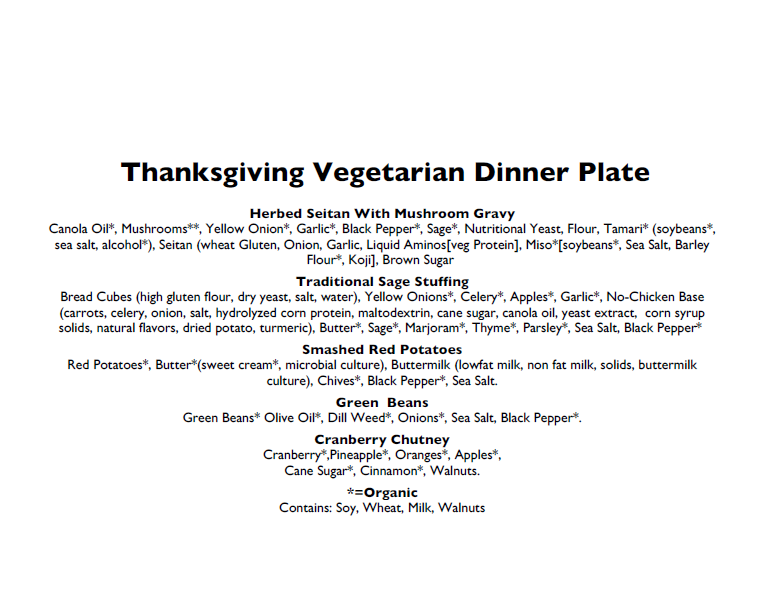 Thanksgiving Vegetarian Dinner Plate
Herbed Seitan With Mushroom Gravy
Canola Oil*, Mushrooms**, Yellow Onion*, Garlic*, Black Pepper*, Sage*, Nutritional Yeast, Flour, Tamari* (soybeans*,
sea salt, alcohol*), Seitan (wheat Gluten, Onion, Garlic, Liquid Aminos[veg Protein], Miso*[soybeans*, Sea Salt, Barley
Flour*, Koji], Brown Sugar
Traditional Sage Stuffing
Bread Cubes (high gluten flour, dry yeast, salt, water), Yellow Onions*, Celery*, Apples*, Garlic*, No-Chicken Base
(carrots, celery, onion, salt, hydrolyzed corn protein, maltodextrin, cane sugar, canola oil, yeast extract,  corn syrup
solids, natural flavors, dried potato, turmeric), Butter*, Sage*, Marjoram*, Thyme*, Parsley*, Sea Salt, Black Pepper*
Smashed Red Potatoes
Red Potatoes*, Butter*(sweet cream*, microbial culture), Buttermilk (lowfat milk, non fat milk, solids, buttermilk
culture), Chives*, Black Pepper*, Sea Salt.
Green  Beans
Green Beans* Olive Oil*, Dill Weed*, Onions*, Sea Salt, Black Pepper*.
Cranberry Chutney
Cranberry*,Pineapple*, Oranges*, Apples*,
Cane Sugar*, Cinnamon*, Walnuts.
*=Organic
Contains: Soy, Wheat, Milk, Walnuts